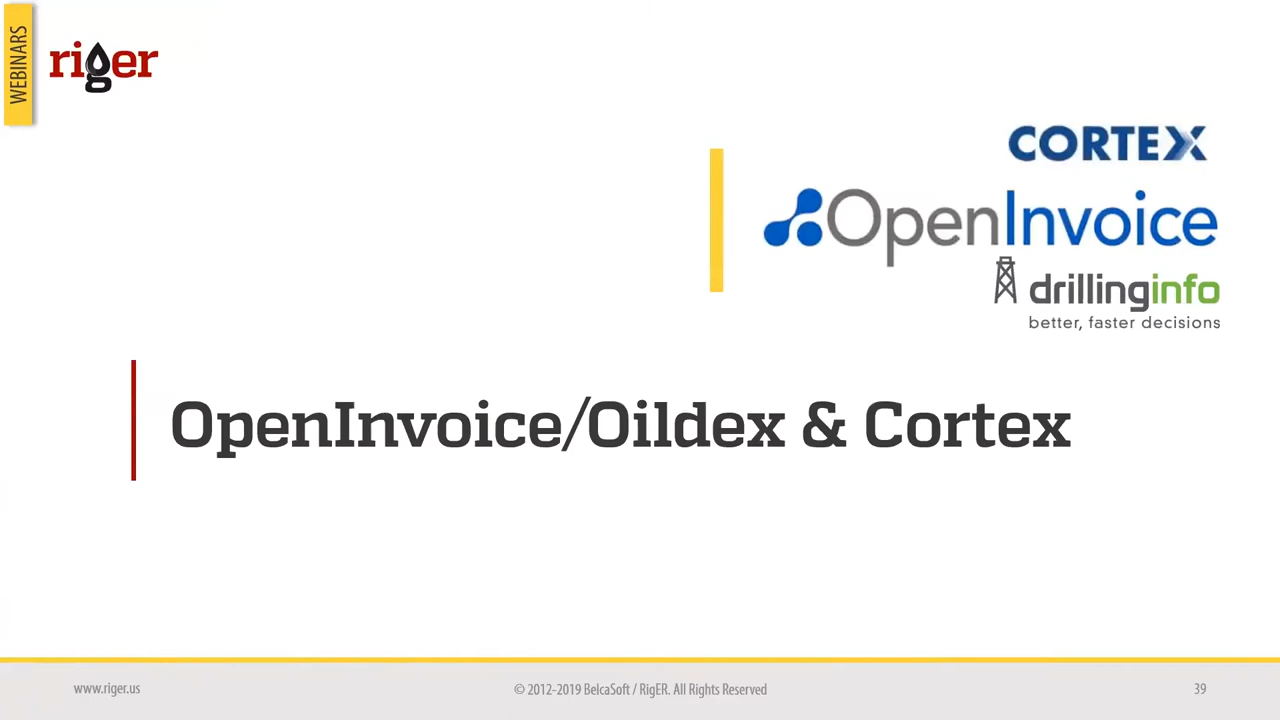 WEBINARS
riger
CORTEX
OpenInvoice
drillinginfo
better, faster decisions
OpenInvoice/Oildex & Cortex
www.riger.us
© 2012-2019 BelcaSoft / RigER. All Rights Reserved
39